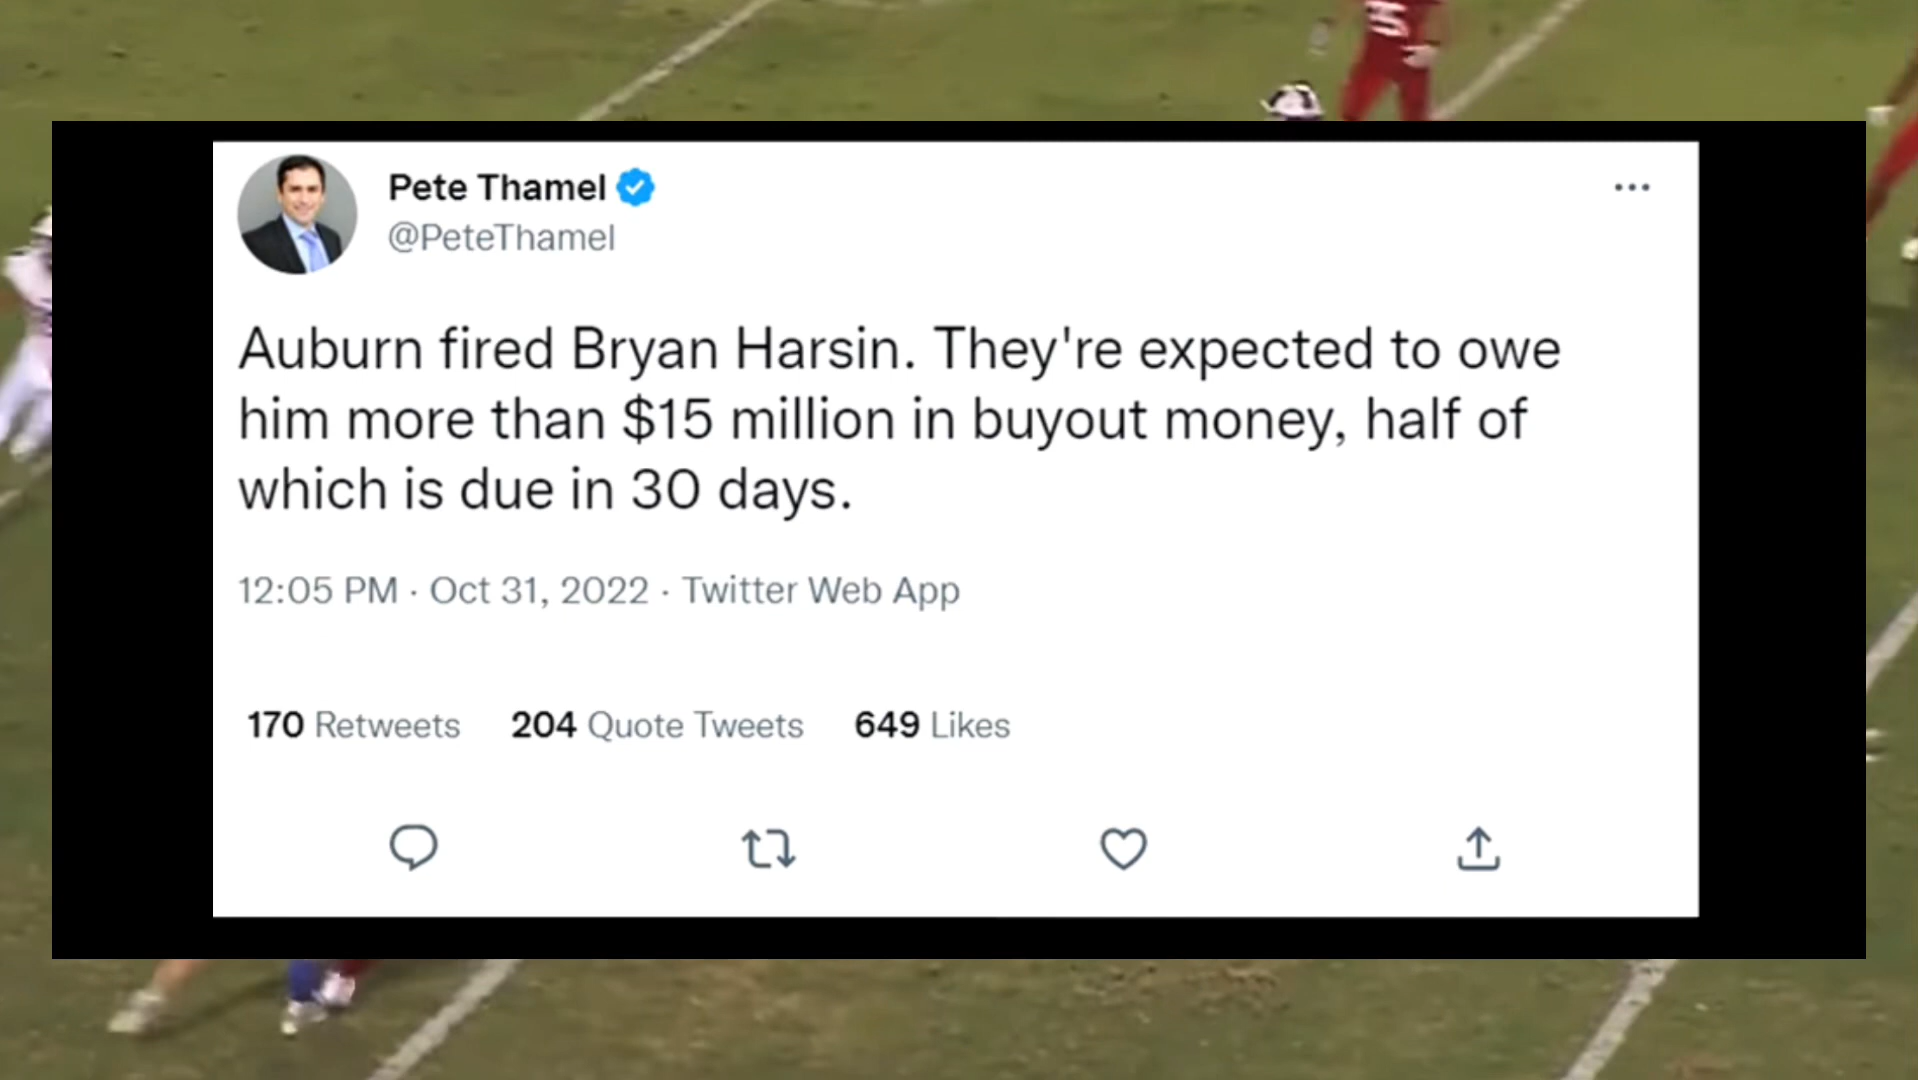 35
Pete Thamel
@PeteThamel
Auburn fired Bryan Harsin. They're expected to owe
him more than $15 million in buyout money, half of
which is due in 30 days.
12:05 PM · Oct 31, 2022 · Twitter Web App
170 Retweets 204 Quote Tweets 649 Likes